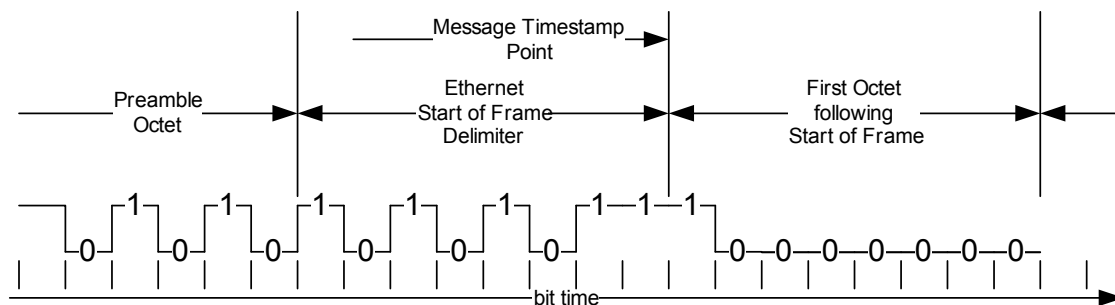 Message Timestamp
Point
Preamble
Octet
Ethernet
Start of Frame
Delimiter
First Octet
following
Start of Frame
0 1 0 1 0 1 0 1 0 1 0 1 1 1 0 0 0 0 0 0 0
bit time